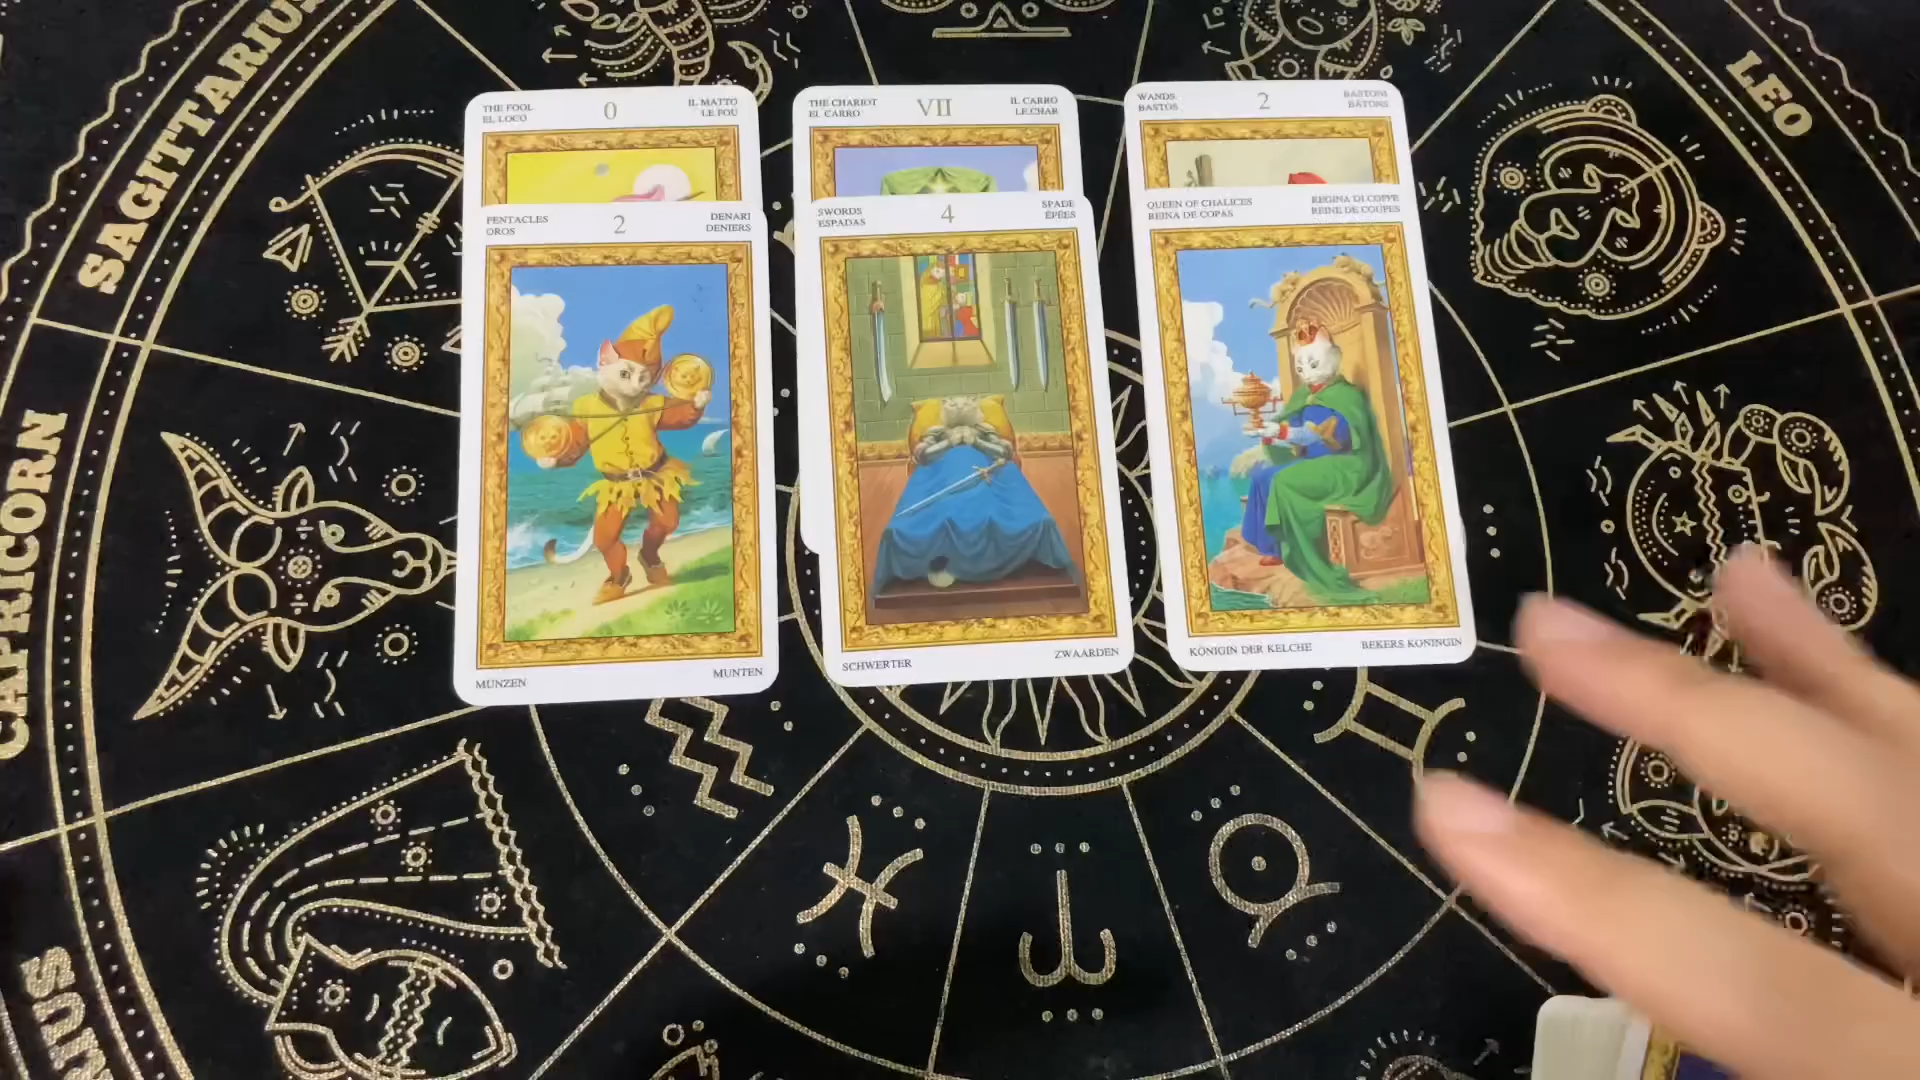 SAGITTARIUS
LEO
CAPRICORN
THE FOOL
EL LOCO
0
IL MATTO
LE FOU
THE CHARIOT
EL CARRO
VII
IL CARRO
LE CHAR
WANDS
BASTOS
2
BASTONI
BÂTONS
PENTACLES
OROS
2
DENARI
DENIERS
SWORDS
ESPADAS
4
SPADE
ÉPÉES
QUEEN OF CHALICES
REINA DE COPAS
REGINA DI COPPE
REINE DE COUPES
MÜNZEN
MUNTEN
SCHWERTER
ZWAARDEN
KÖNIGIN DER KELCHE
BEKERS KONINGIN